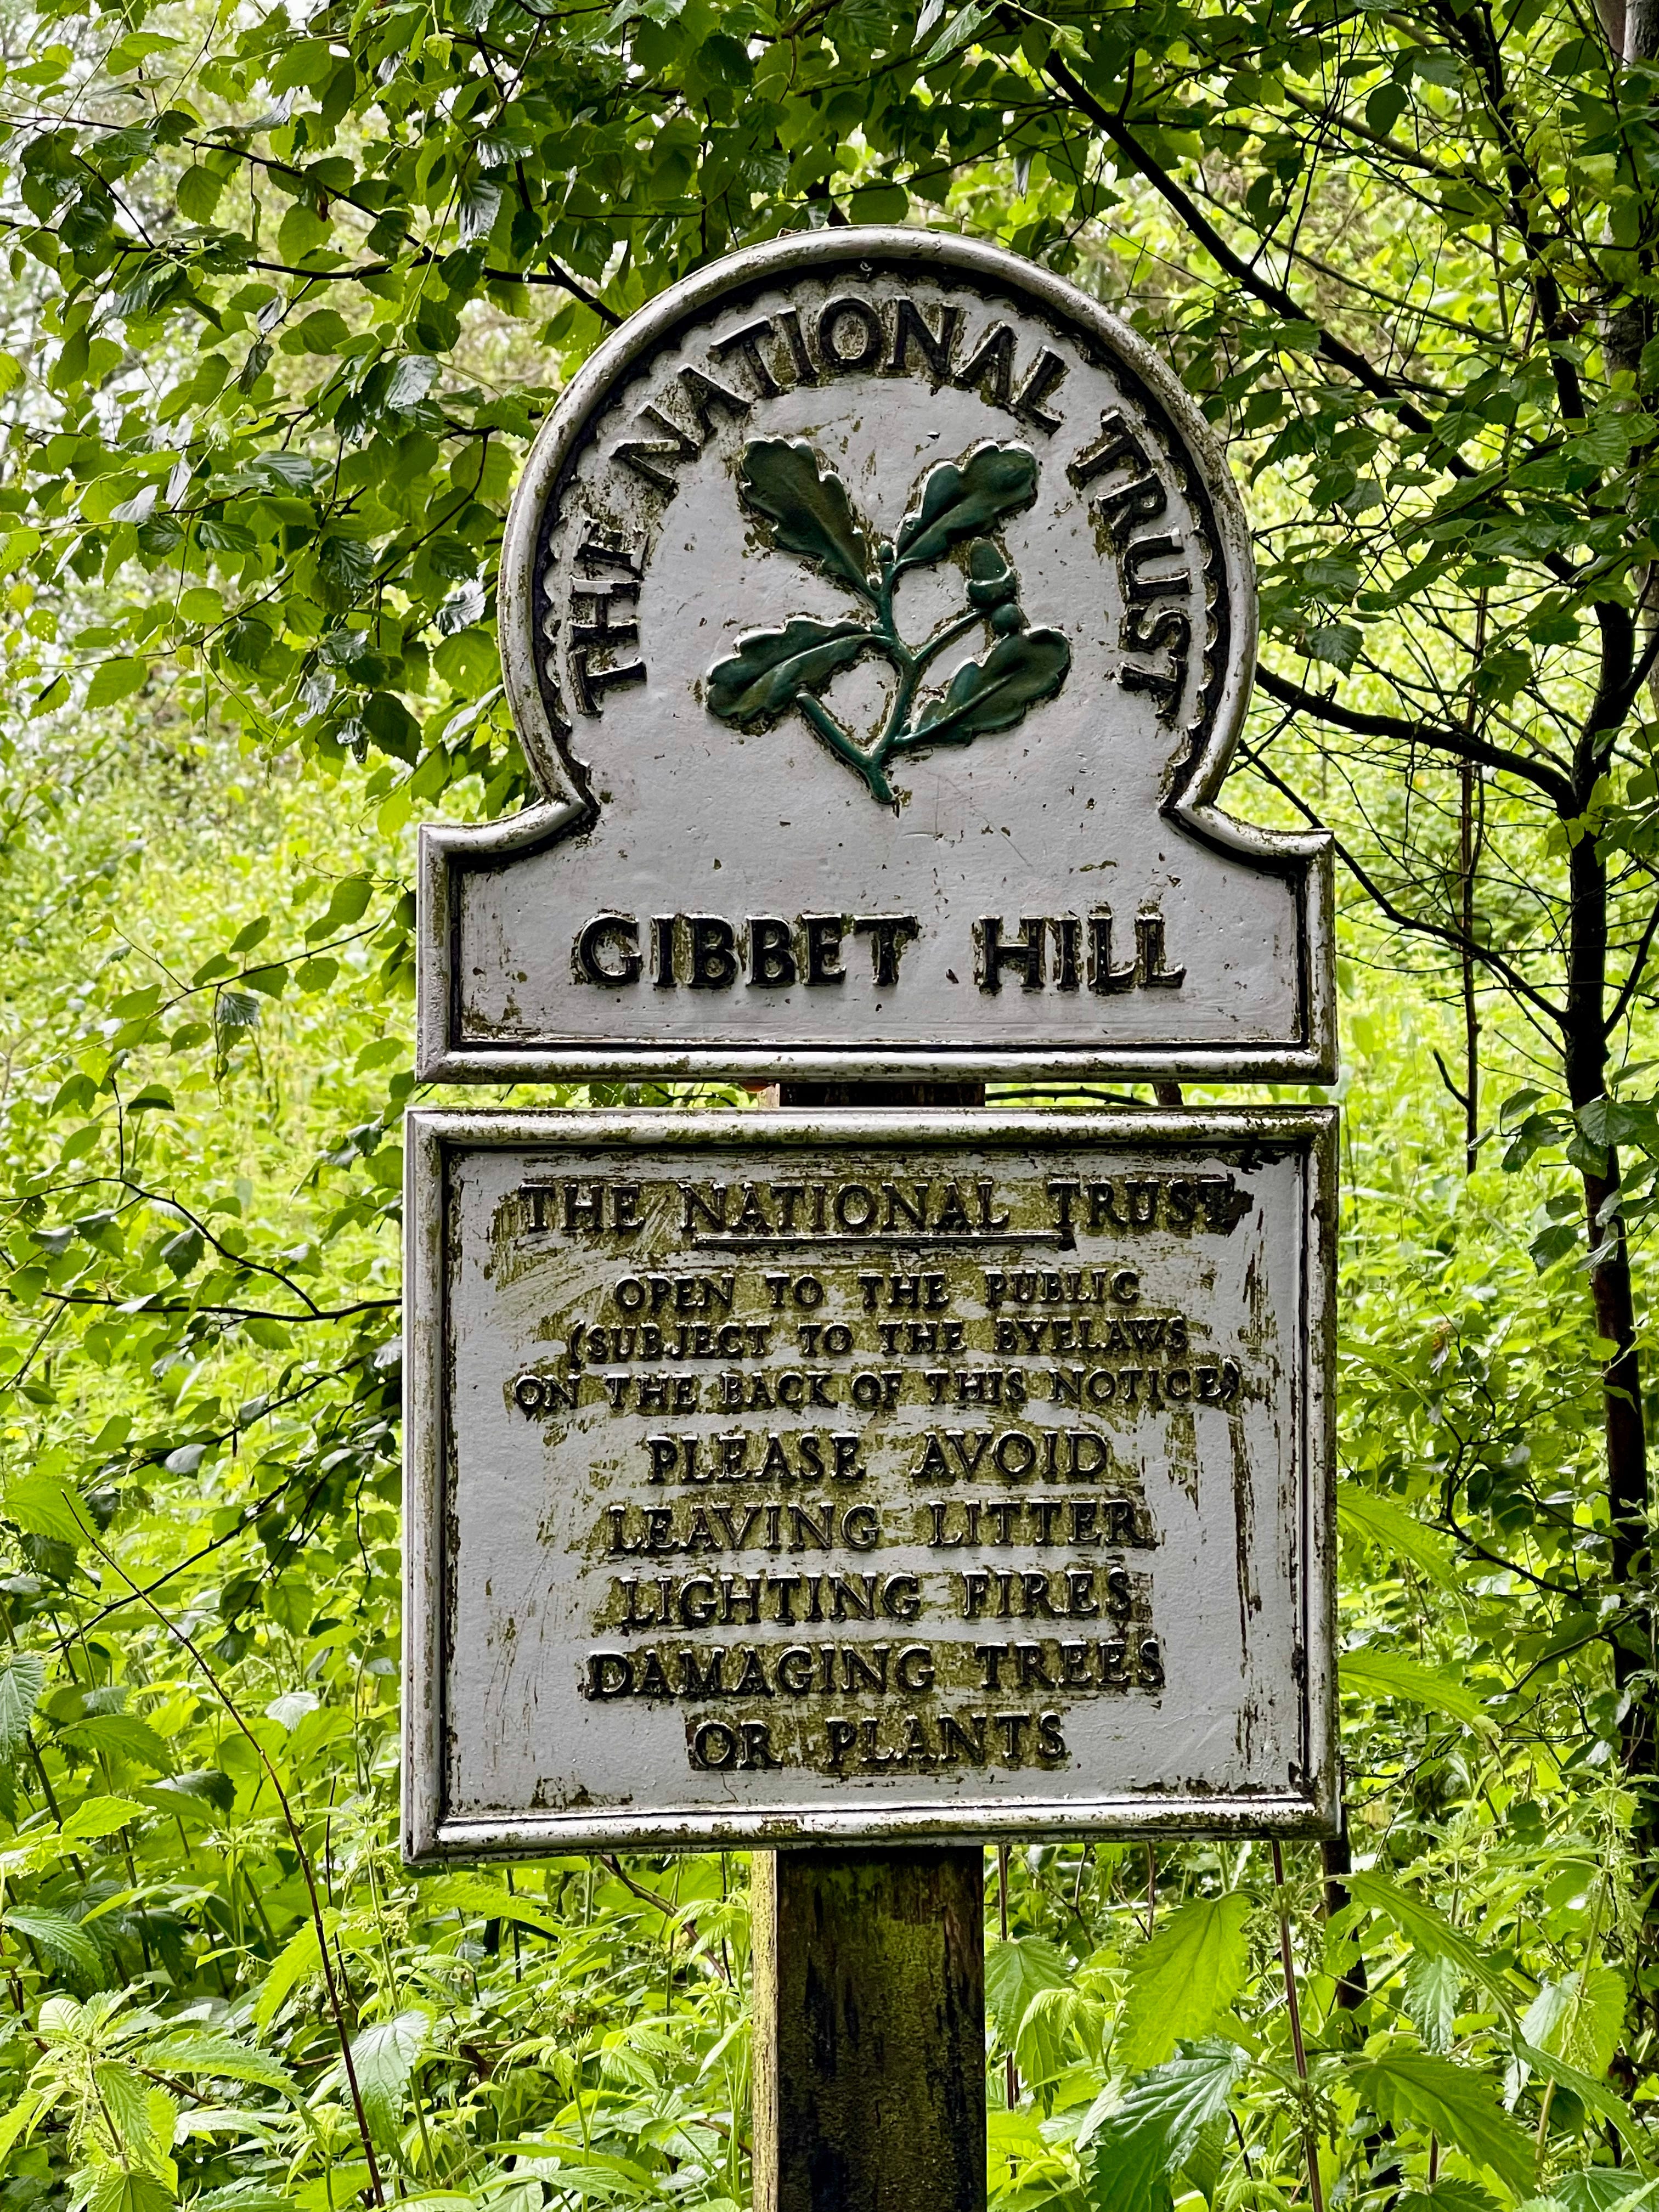 THE NATIONAL TRUST
GIBBET HILL
THE NATIONAL TRUST
OPEN TO THE PUBLIC
(SUBJECT TO THE BYELAWS
ON THE BACK OF THIS NOTICE)
PLEASE AVOID
LEAVING LITTER
LIGHTING FIRES
DAMAGING TREES
OR PLANTS